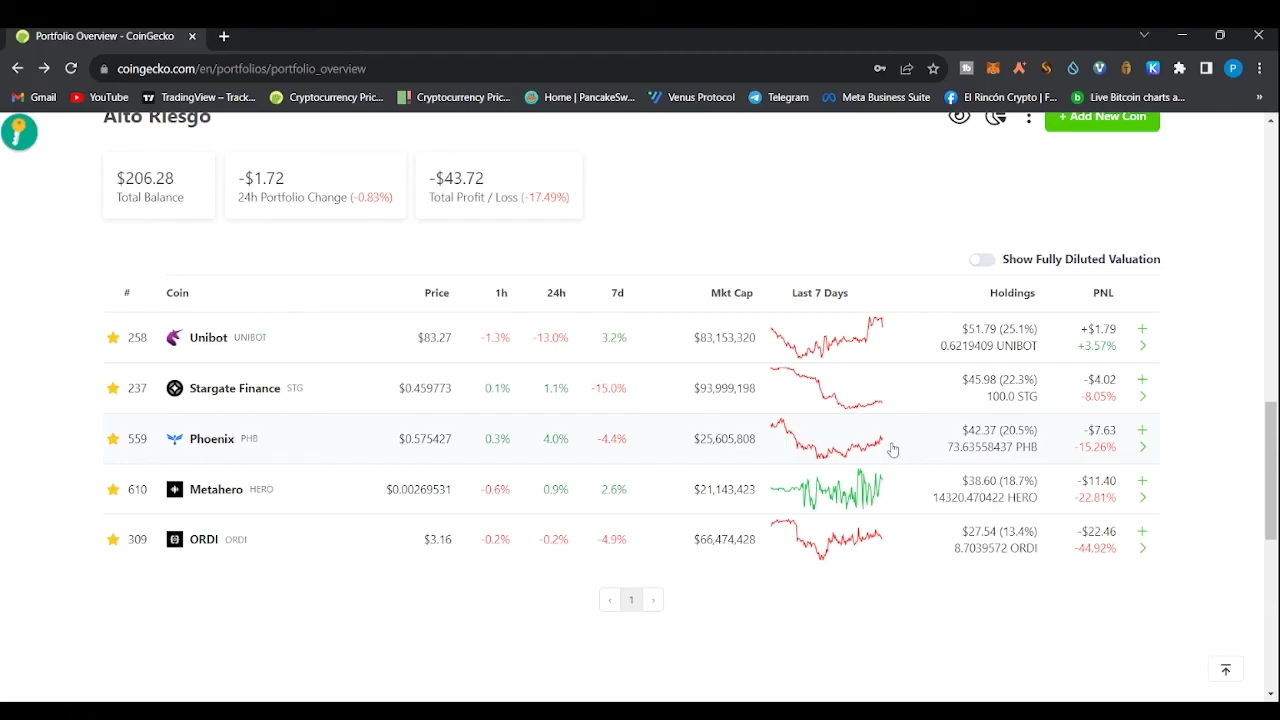 Portfolio Overview - CoinGecko
coingecko.com/en/portfolios/portfolio_overview
Gmail YouTube TradingView – Track... Cryptocurrency Pric... Cryptocurrency Pric... Home | PancakeSw... Venus Protocol Telegram Meta Business Suite El Rincón Crypto | F... Live Bitcoin charts a... »
Alto Riesgo
+ Add New Coin
$206.28 -$1.72 -$43.72
Total Balance 24h Portfolio Change (-0.83%) Total Profit / Loss (-17.49%)
Show Fully Diluted Valuation
# Coin Price 1h 24h 7d Mkt Cap Last 7 Days Holdings PNL
$51.79 (25.1%) +$1.79
258 Unibot UNIBOT $83.27 -1.3% -13.0% 3.2% $83,153,320
0.6219409 UNIBOT +3.57%
$45.98 (22.3%) -$4.02
237 Stargate Finance STG $0.459773 0.1% 1.1% -15.0% $93,999,198
100.0 STG -8.05%
$42.37 (20.5%) -$7.63
559 Phoenix PHB $0.575427 0.3% 4.0% -4.4% $25,605,808
73.63558437 PHB -15.26%
$38.60 (18.7%) -$11.40
610 Metahero HERO $0.00269531 -0.6% 0.9% 2.6% $21,143,423
14320.470422 HERO -22.81%
$27.54 (13.4%) -$22.46
309 ORDI ORDI $3.16 -0.2% -0.2% -4.9% $66,474,428
8.7039572 ORDI -44.92%
‹ 1 ›